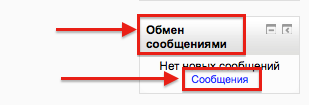 Обмен
сообщениями
Нет новых сообщений
Сообщения